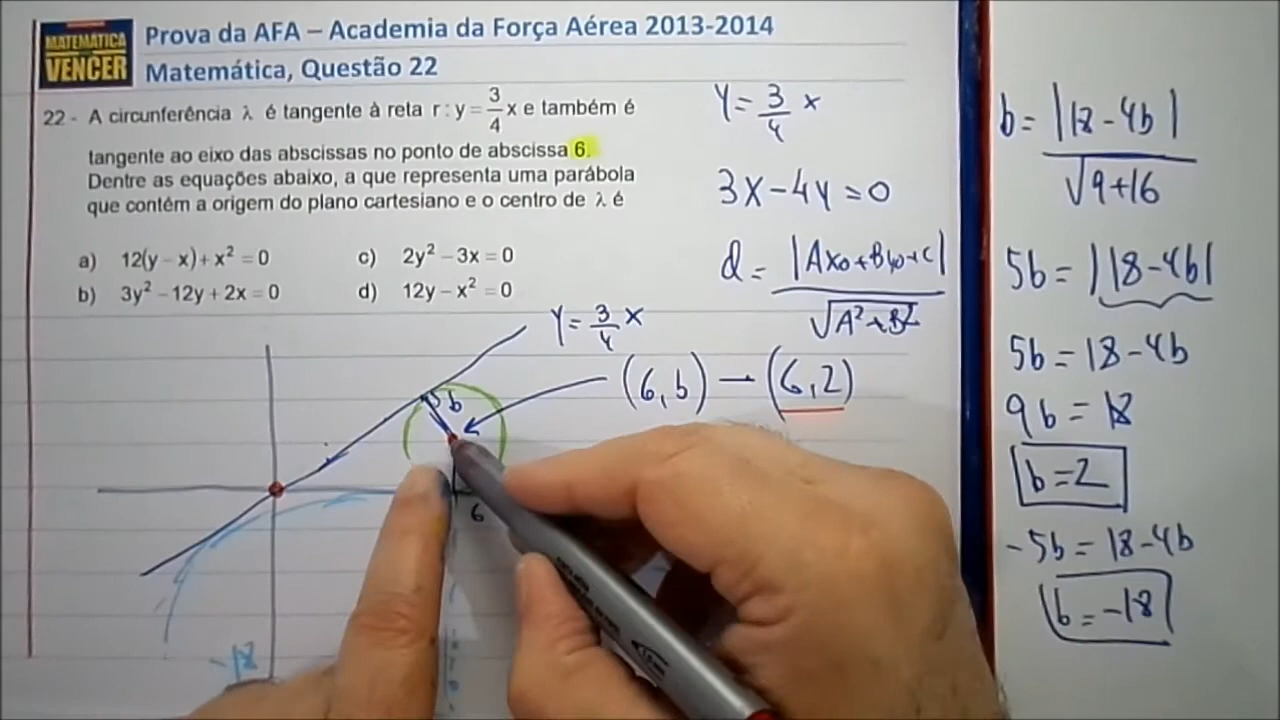 MATEMÁTICA
VENCER
Prova da AFA – Academia da Força Aérea 2013-2014
Matemática, Questão 22
22 - A circunferência λ é tangente à reta r : y = 3/4 x e também é
tangente ao eixo das abscissas no ponto de abscissa 6.
Dentre as equações abaixo, a que representa uma parábola
que contém a origem do plano cartesiano e o centro de λ é
a) 12(y – x) + x² = 0
b) 3y² – 12y + 2x = 0
c) 2y² – 3x = 0
d) 12y – x² = 0
Y = 3/4 x
3X – 4Y = 0
d = |Ax₀ + By₀ + C| / √(A² + B²)
Y = 3/4 X
(6, b) — (6, 2)
b
6
-18
b = |18 - 4b| / √(9 + 16)
5b = |18 - 4b|
5b = 18 - 4b
9b = 18
b = 2
-5b = 18 - 4b
b = -18